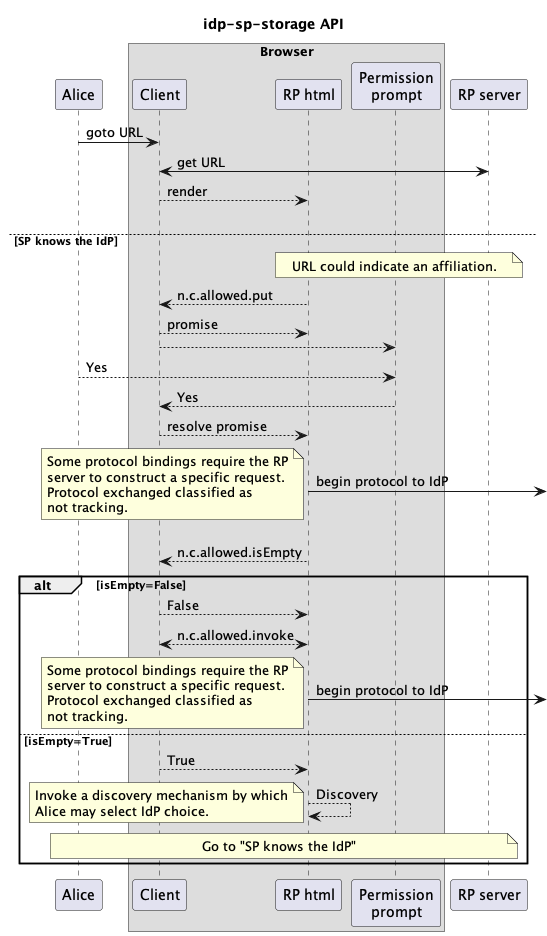 idp-sp-storage API
Browser
Alice
Client
RP html
Permission
prompt
RP server
goto URL
get URL
render
[SP knows the IdP]
URL could indicate an affiliation.
n.c.allowed.put
promise
Yes
Yes
resolve promise
Some protocol bindings require the RP
server to construct a specific request.
Protocol exchanged classified as
not tracking.
begin protocol to IdP
n.c.allowed.isEmpty
alt
[isEmpty=False]
False
n.c.allowed.invoke
Some protocol bindings require the RP
server to construct a specific request.
Protocol exchanged classified as
not tracking.
begin protocol to IdP
[isEmpty=True]
True
Invoke a discovery mechanism by which
Alice may select IdP choice.
Discovery
Go to "SP knows the IdP"
Alice
Client
RP html
Permission
prompt
RP server